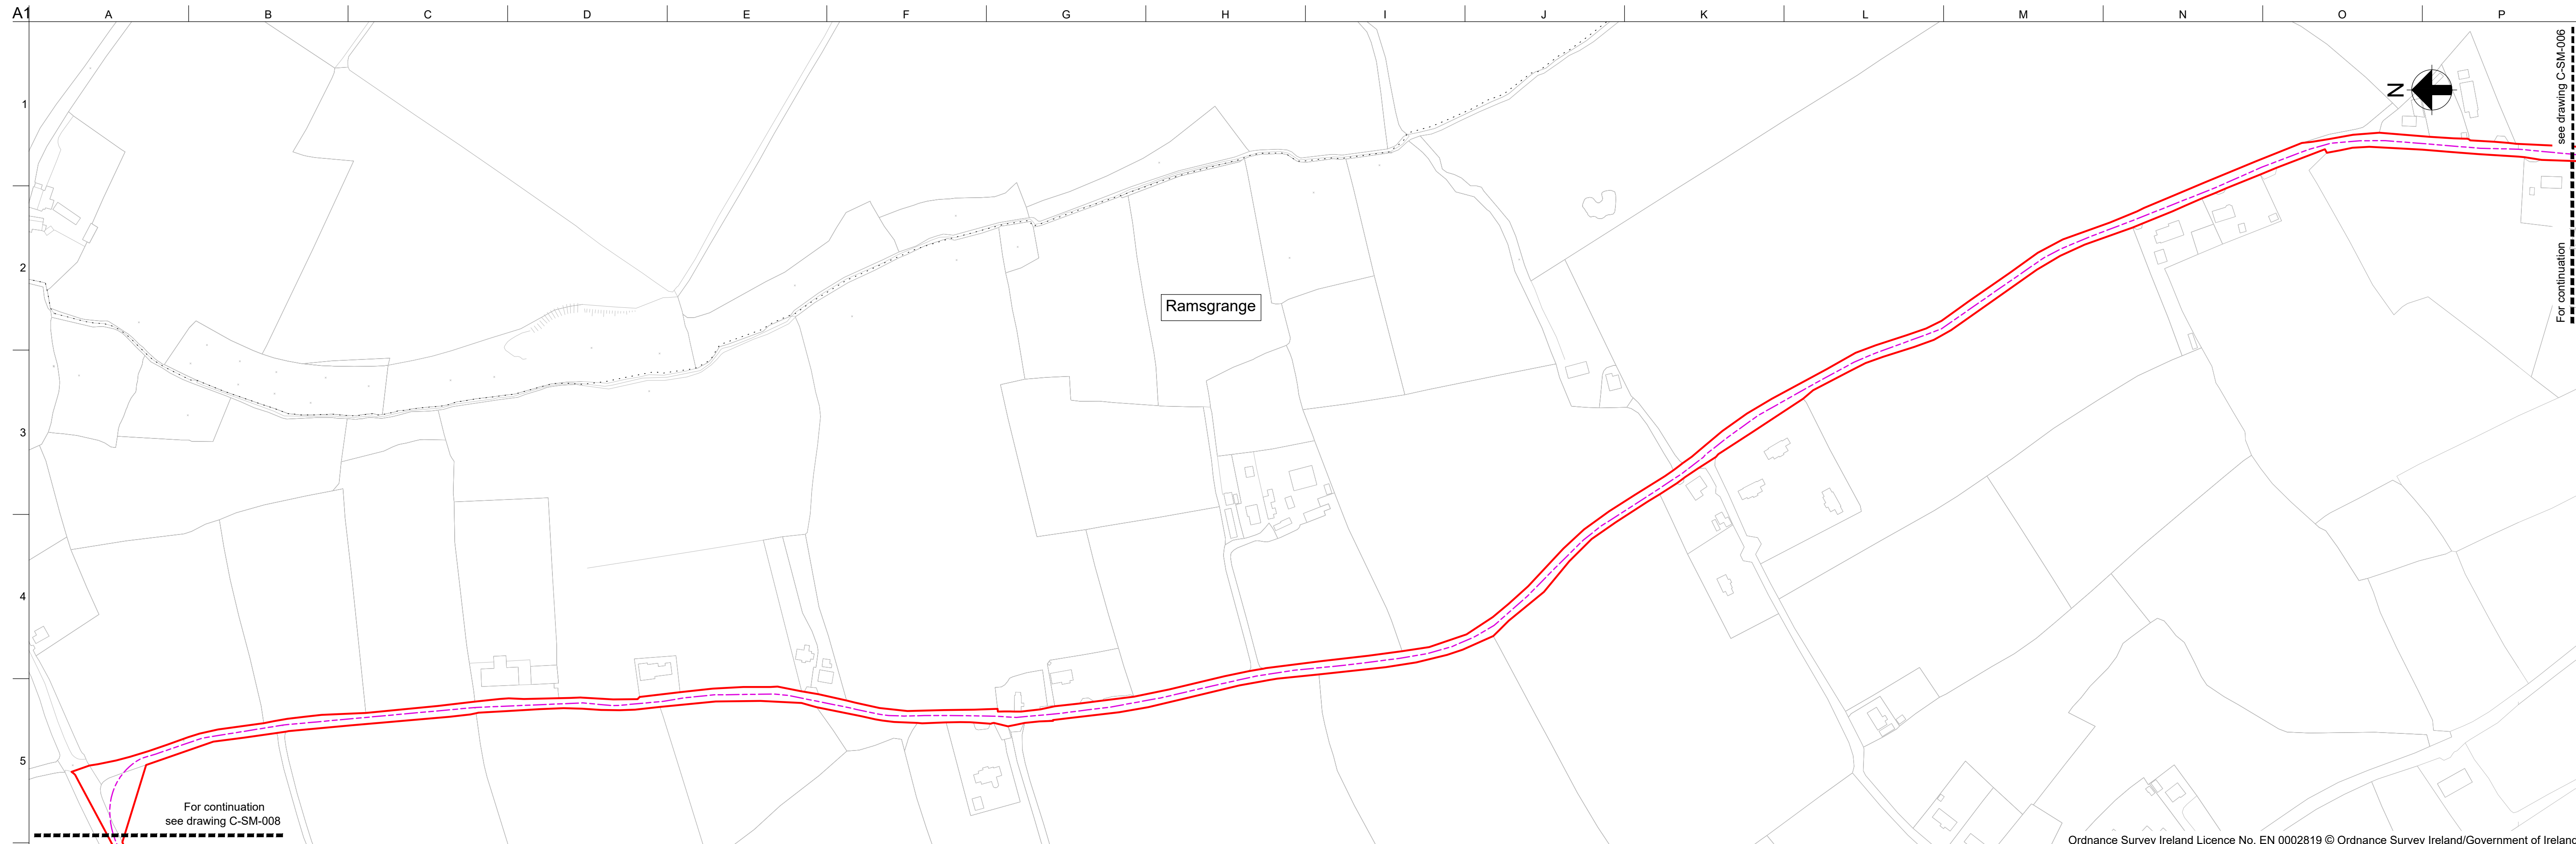 A1
A B C D E F G H I J K L M N O P
1
2
3
4
5
N
For continuation see drawing C-SM-006
Ramsgrange
For continuation
see drawing C-SM-008
Ordnance Survey Ireland Licence No. EN 0002819 © Ordnance Survey Ireland/Government of Ireland